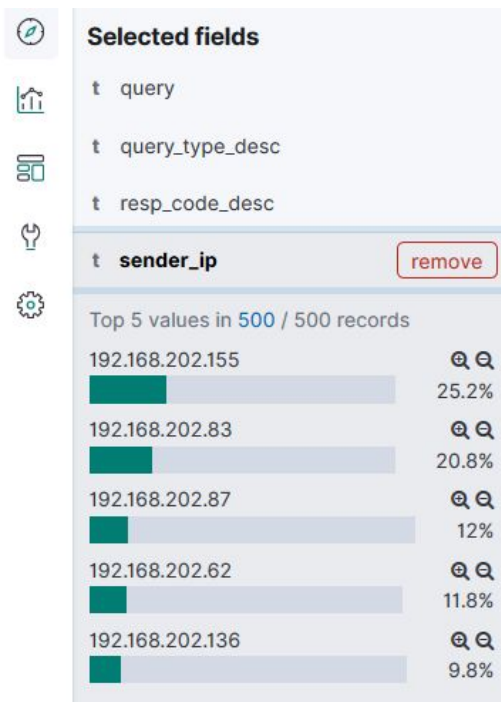 Selected fields
t query
t query_type_desc
t resp_code_desc
t sender_ip remove
Top 5 values in 500 / 500 records
192.168.202.155
25.2%
192.168.202.83
20.8%
192.168.202.87
12%
192.168.202.62
11.8%
192.168.202.136
9.8%